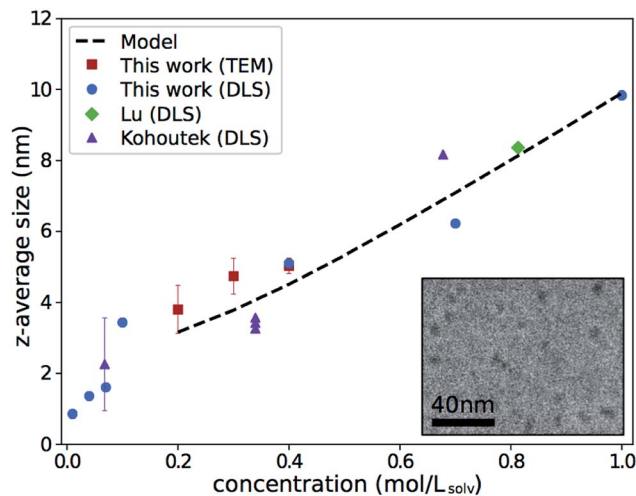 12
10
8
6
4
2
0
z-average size (nm)
Model
This work (TEM)
This work (DLS)
Lu (DLS)
Kohoutek (DLS)
40nm
0.0 0.2 0.4 0.6 0.8 1.0
concentration (mol/Lsolv)